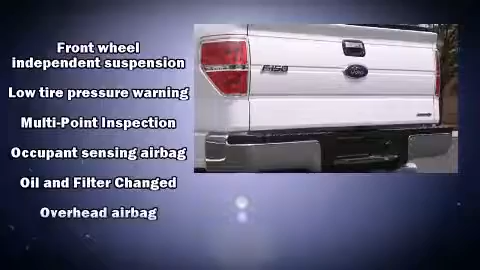 Front wheel
independent suspension
Low tire pressure warning
Multi-Point Inspection
Occupant sensing airbag
Oil and Filter Changed
Overhead airbag
F-150
Ford